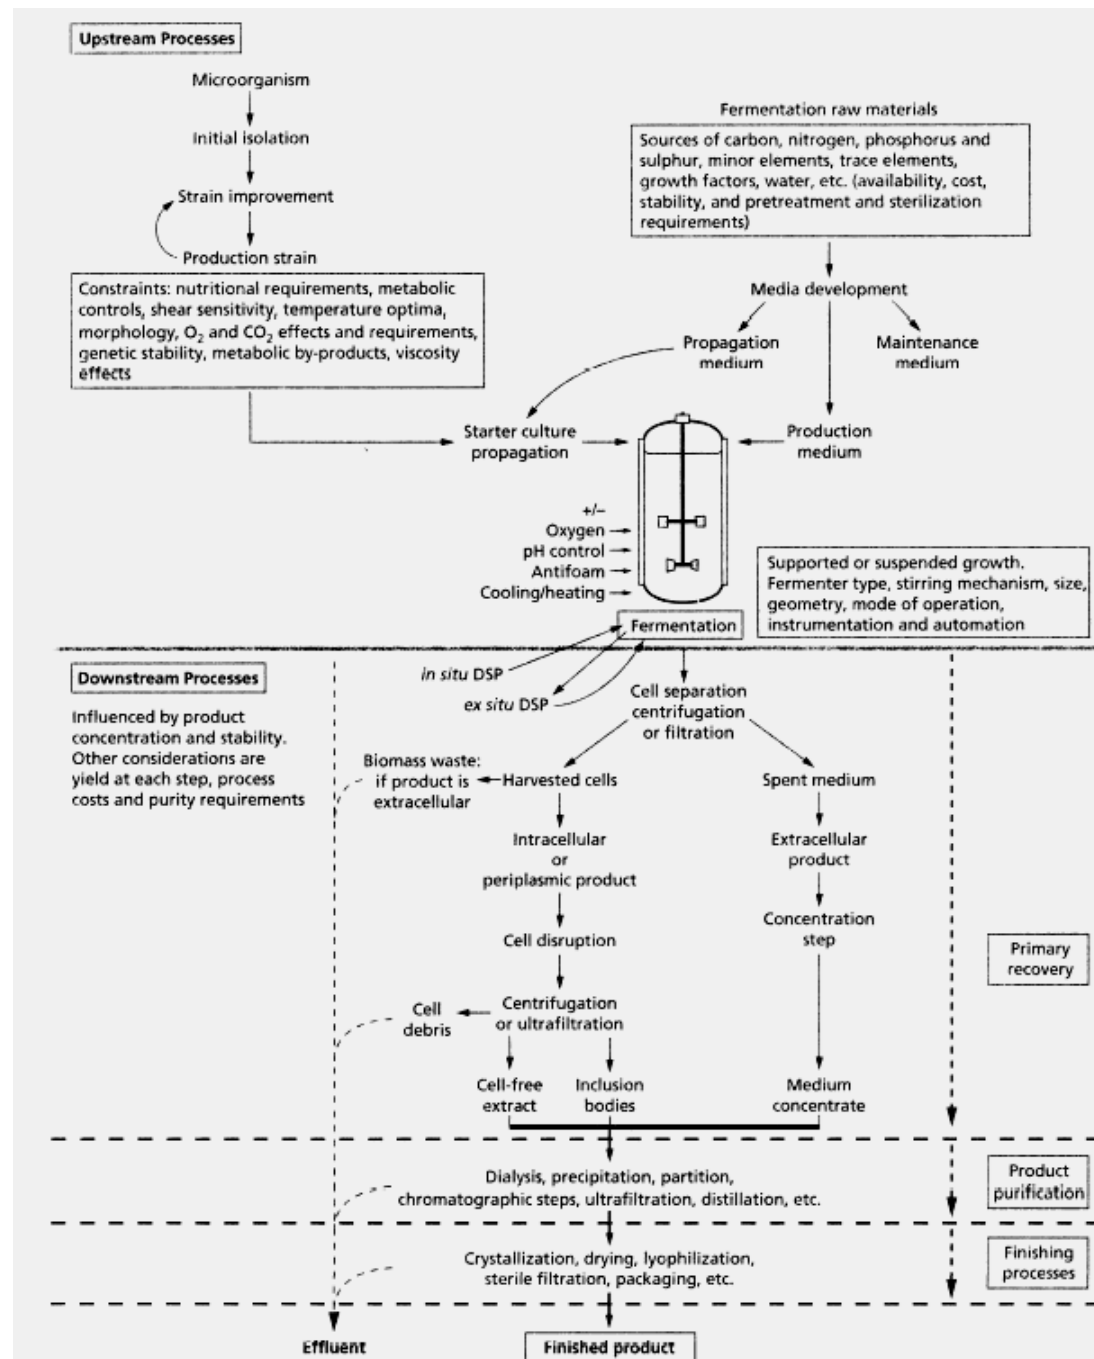 Upstream Processes
Microorganism
Initial isolation
Strain improvement
Production strain
Constraints: nutritional requirements, metabolic
controls, shear sensitivity, temperature optima,
morphology, O₂ and CO₂ effects and requirements,
genetic stability, metabolic by-products, viscosity
effects
Fermentation raw materials
Sources of carbon, nitrogen, phosphorus and
sulphur, minor elements, trace elements,
growth factors, water, etc. (availability, cost,
stability, and pretreatment and sterilization
requirements)
Media development
Propagation
medium
Maintenance
medium
Starter culture
propagation
Production
medium
+/–
Oxygen
pH control
Antifoam
Cooling/heating
Supported or suspended growth.
Fermenter type, stirring mechanism, size,
geometry, mode of operation,
instrumentation and automation
Fermentation
Downstream Processes
Influenced by product
concentration and stability.
Other considerations are
yield at each step, process
costs and purity requirements
in situ DSP
ex situ DSP
Cell separation
centrifugation
or filtration
Biomass waste:
if product is
extracellular
Harvested cells
Spent medium
Intracellular
or
periplasmic product
Extracellular
product
Cell disruption
Concentration
step
Primary
recovery
Cell
debris
Centrifugation
or ultrafiltration
Cell-free
extract
Inclusion
bodies
Medium
concentrate
Dialysis, precipitation, partition,
chromatographic steps, ultrafiltration, distillation, etc.
Product
purification
Crystallization, drying, lyophilization,
sterile filtration, packaging, etc.
Finishing
processes
Effluent
Finished product